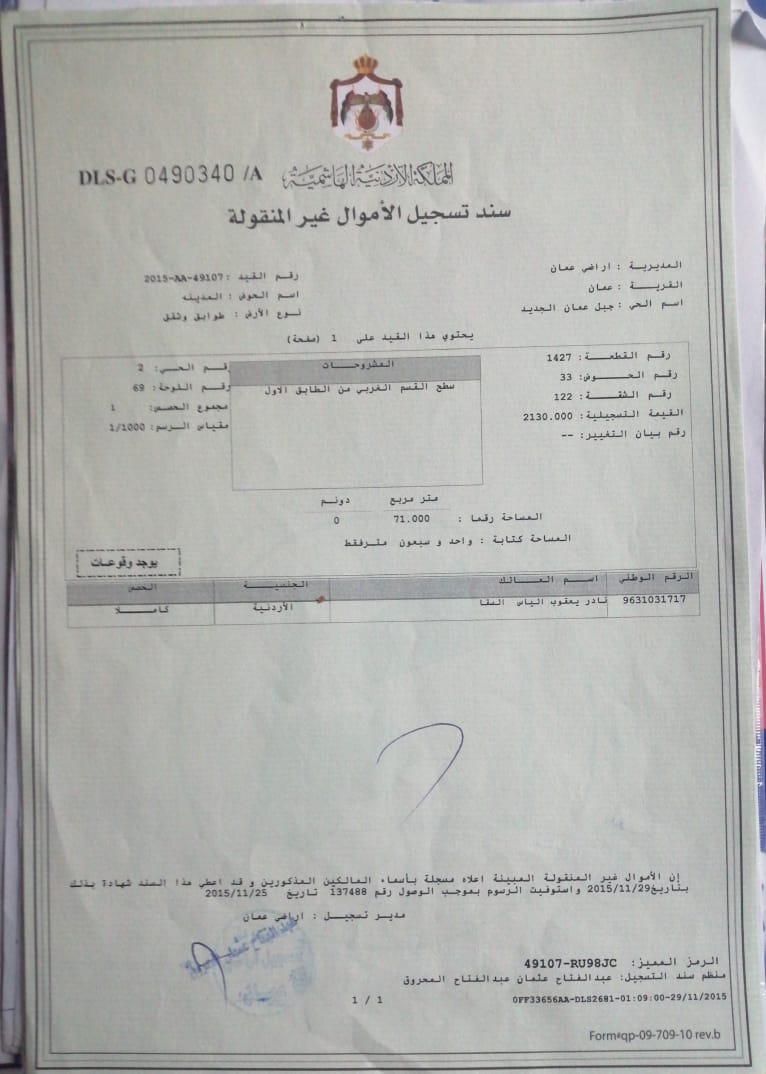 DLS-G 0490340 /A
المملكة الأردنية الهاشمية
سند تسجيل الأموال غير المنقولة
المديرية : اراضي عمان
القرية : عمان
اسم الحي : جبل عمان الجديد
رقم القيد : 2015-AA-49107
اسم الحوض : المدينه
نوع الأرض : طوابق وشقق
يحتوي هذا القيد على 1 (صفحة)
رقم القطعة: 1427
رقم الحوض: 33
رقم الشقة: 122
القيمة التسجيلية: 2130.000
رقم بيان التغيير: --
المشروحات
سطح القسم الغربي من الطابق الاول
رقم الحي: 2
رقم اللوحة: 69
مجموع الحصص: 1
مقياس الرسم: 1/1000
متر مربع دونم
المساحة رقما : 71.000 0
المساحة كتابة : واحد و سبعون مترفقط
يوجد وقوعات
الرقم الوطني اسم المالك الجنسية الحصص
9631031717 نادر يعقوب الياس السقا الأردنية كاملا
إن الأموال غير المنقولة المبينة اعلاه مسجلة بأسماء المالكين المذكورين و قد اعطي هذا السند شهادة بذلك
بتاريخ 2015/11/29 واستوفيت الرسوم بموجب الوصول رقم 137488 تاريخ 2015/11/25
مدير تسجيل : اراضي عمان
الرمز المميز: 49107-RU98JC
منظم سند التسجيل: عبدالفتاح عثمان عبدالفتاح المحروق
1 / 1
0FF33656AA-DLS2681-01:09:00-29/11/2015
Form#qp-09-709-10 rev.b